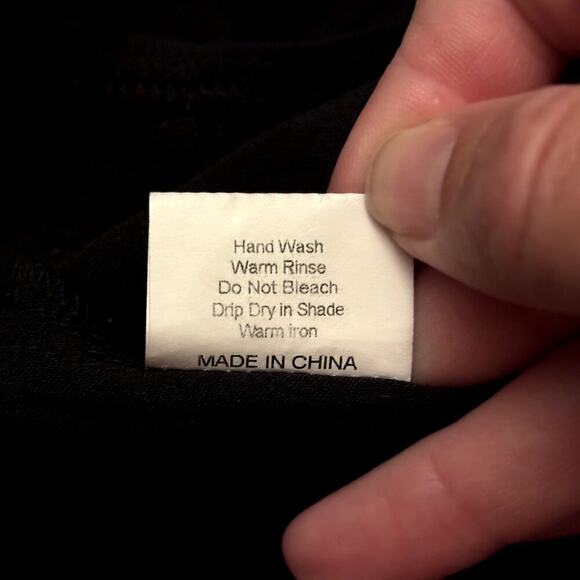 Hand Wash
Warm Rinse
Do Not Bleach
Drip Dry in Shade
Warm iron
MADE IN CHINA